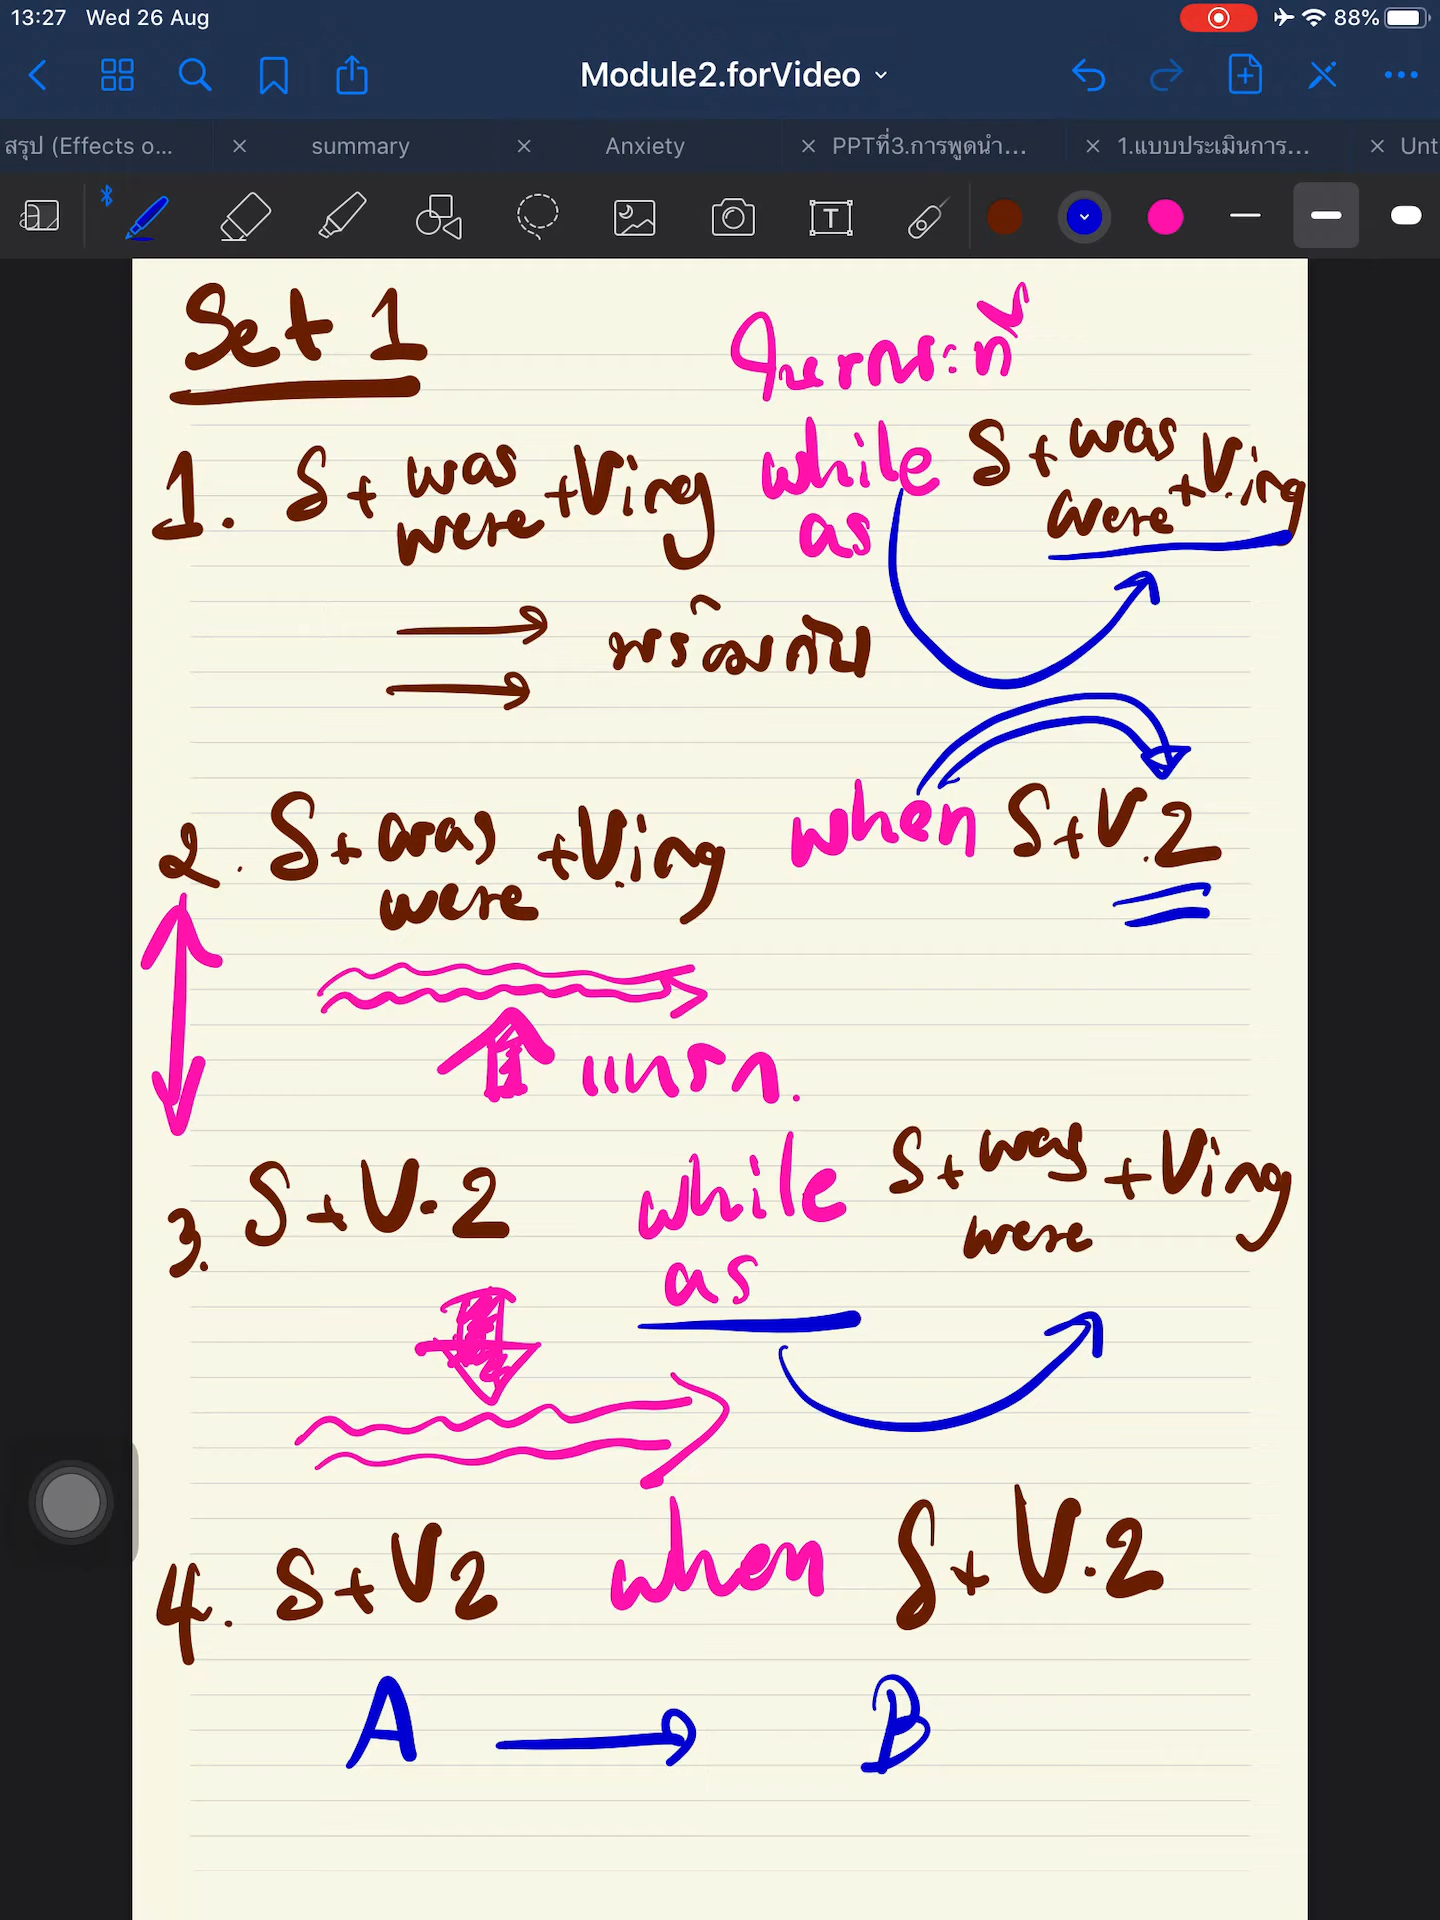 13:27 Wed 26 Aug 88%
Module2.forVideo
สรุป (Effects o... summary Anxiety PPTที่3.การพูดนำ... 1.แบบประเมินการ... Unt
Set 1
ในขณะที่
1. S + was were + Ving while as S + was were + V.ing
พร้อมกัน
2. S + was were + V.ing when S + V.2
แทรก.
3. S + V.2 while as S + was were + Ving
4. S + V2 when S + V.2
A → B